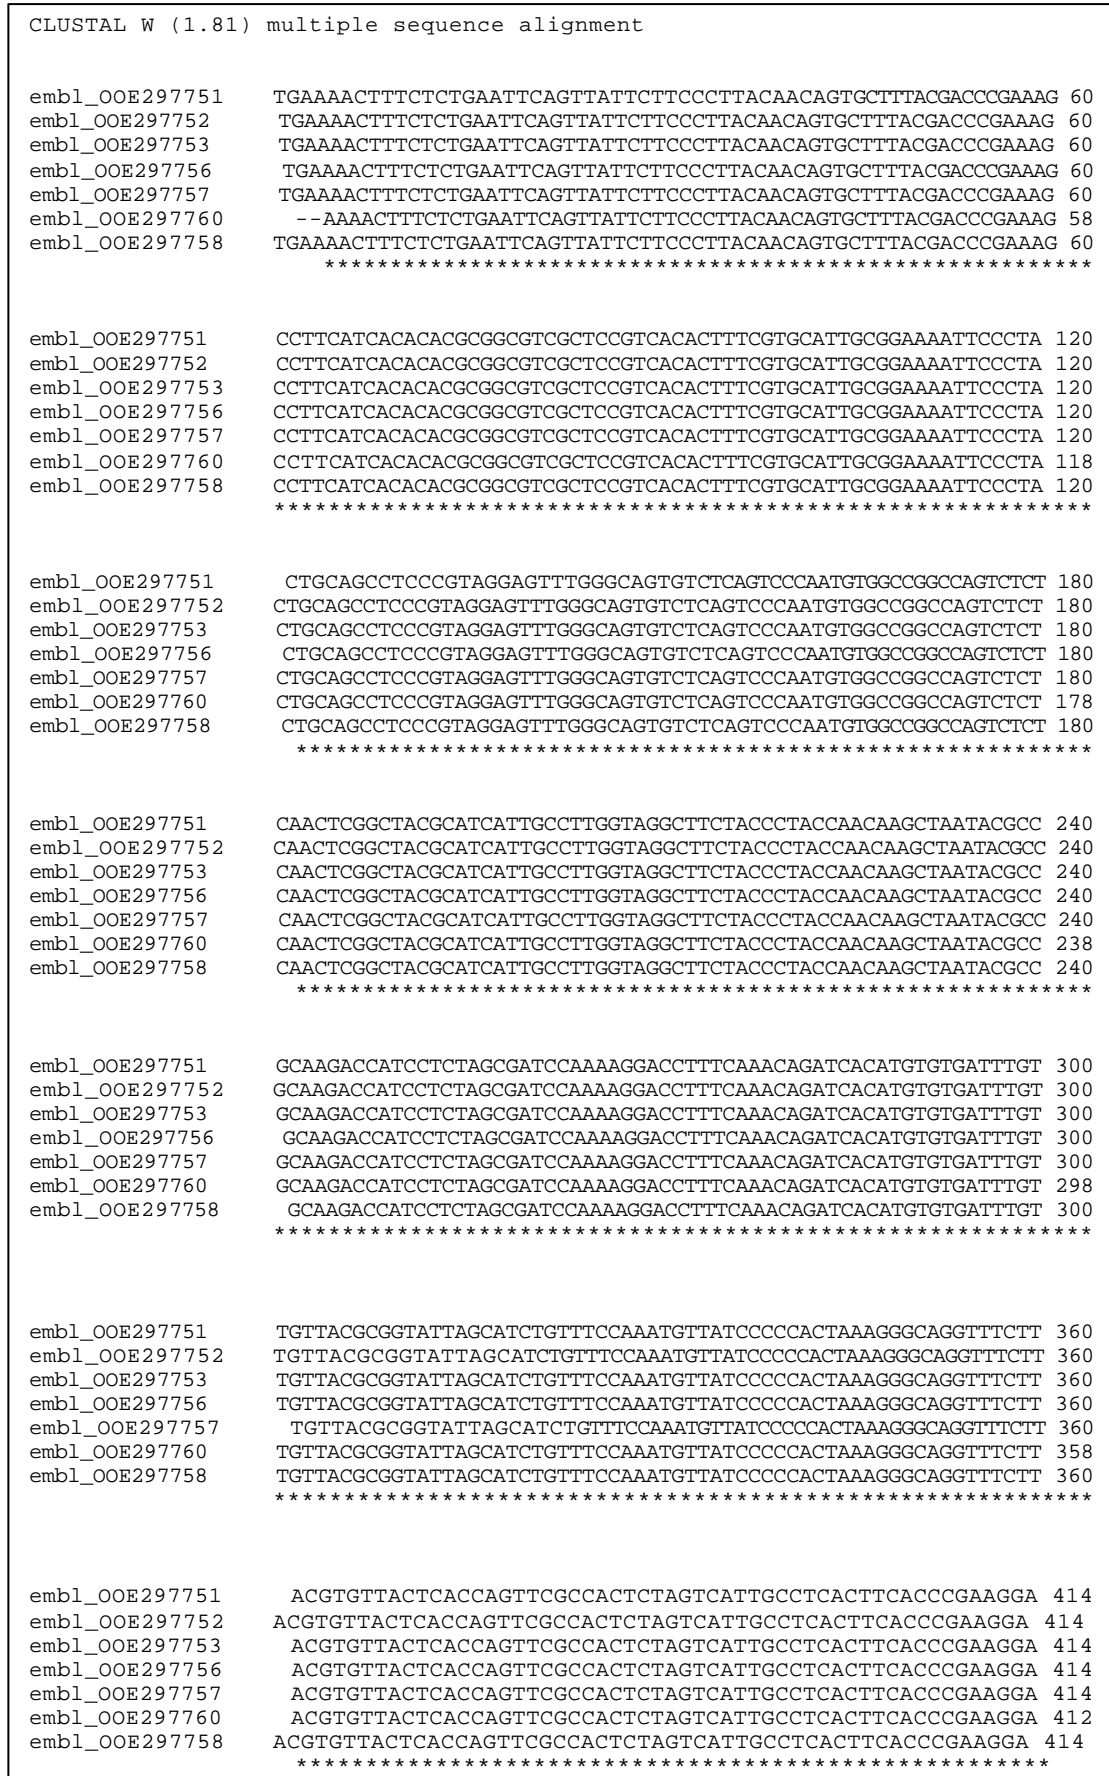 CLUSTAL W (1.81) multiple sequence alignment
embl_OOE297751 TGAAAACTTTCTCTGAATTCAGTTATTCTTCCCTTACAACAGTGCTTTACGACCCGAAAG 60
embl_OOE297752 TGAAAACTTTCTCTGAATTCAGTTATTCTTCCCTTACAACAGTGCTTTACGACCCGAAAG 60
embl_OOE297753 TGAAAACTTTCTCTGAATTCAGTTATTCTTCCCTTACAACAGTGCTTTACGACCCGAAAG 60
embl_OOE297756 TGAAAACTTTCTCTGAATTCAGTTATTCTTCCCTTACAACAGTGCTTTACGACCCGAAAG 60
embl_OOE297757 TGAAAACTTTCTCTGAATTCAGTTATTCTTCCCTTACAACAGTGCTTTACGACCCGAAAG 60
embl_OOE297760 --AAAACTTTCTCTGAATTCAGTTATTCTTCCCTTACAACAGTGCTTTACGACCCGAAAG 58
embl_OOE297758 TGAAAACTTTCTCTGAATTCAGTTATTCTTCCCTTACAACAGTGCTTTACGACCCGAAAG 60
**********************************************************
embl_OOE297751 CCTTCATCACACACGCGGCGTCGCTCCGTCACACTTTCGTGCATTGCGGAAAATTCCCTA 120
embl_OOE297752 CCTTCATCACACACGCGGCGTCGCTCCGTCACACTTTCGTGCATTGCGGAAAATTCCCTA 120
embl_OOE297753 CCTTCATCACACACGCGGCGTCGCTCCGTCACACTTTCGTGCATTGCGGAAAATTCCCTA 120
embl_OOE297756 CCTTCATCACACACGCGGCGTCGCTCCGTCACACTTTCGTGCATTGCGGAAAATTCCCTA 120
embl_OOE297757 CCTTCATCACACACGCGGCGTCGCTCCGTCACACTTTCGTGCATTGCGGAAAATTCCCTA 120
embl_OOE297760 CCTTCATCACACACGCGGCGTCGCTCCGTCACACTTTCGTGCATTGCGGAAAATTCCCTA 118
embl_OOE297758 CCTTCATCACACACGCGGCGTCGCTCCGTCACACTTTCGTGCATTGCGGAAAATTCCCTA 120
************************************************************
embl_OOE297751 CTGCAGCCTCCCGTAGGAGTTTGGGCAGTGTCTCAGTCCCAATGTGGCCGGCCAGTCTCT 180
embl_OOE297752 CTGCAGCCTCCCGTAGGAGTTTGGGCAGTGTCTCAGTCCCAATGTGGCCGGCCAGTCTCT 180
embl_OOE297753 CTGCAGCCTCCCGTAGGAGTTTGGGCAGTGTCTCAGTCCCAATGTGGCCGGCCAGTCTCT 180
embl_OOE297756 CTGCAGCCTCCCGTAGGAGTTTGGGCAGTGTCTCAGTCCCAATGTGGCCGGCCAGTCTCT 180
embl_OOE297757 CTGCAGCCTCCCGTAGGAGTTTGGGCAGTGTCTCAGTCCCAATGTGGCCGGCCAGTCTCT 180
embl_OOE297760 CTGCAGCCTCCCGTAGGAGTTTGGGCAGTGTCTCAGTCCCAATGTGGCCGGCCAGTCTCT 178
embl_OOE297758 CTGCAGCCTCCCGTAGGAGTTTGGGCAGTGTCTCAGTCCCAATGTGGCCGGCCAGTCTCT 180
************************************************************
embl_OOE297751 CAACTCGGCTACGCATCATTGCCTTGGTAGGCTTCTACCCTACCAACAAGCTAATACGCC 240
embl_OOE297752 CAACTCGGCTACGCATCATTGCCTTGGTAGGCTTCTACCCTACCAACAAGCTAATACGCC 240
embl_OOE297753 CAACTCGGCTACGCATCATTGCCTTGGTAGGCTTCTACCCTACCAACAAGCTAATACGCC 240
embl_OOE297756 CAACTCGGCTACGCATCATTGCCTTGGTAGGCTTCTACCCTACCAACAAGCTAATACGCC 240
embl_OOE297757 CAACTCGGCTACGCATCATTGCCTTGGTAGGCTTCTACCCTACCAACAAGCTAATACGCC 240
embl_OOE297760 CAACTCGGCTACGCATCATTGCCTTGGTAGGCTTCTACCCTACCAACAAGCTAATACGCC 238
embl_OOE297758 CAACTCGGCTACGCATCATTGCCTTGGTAGGCTTCTACCCTACCAACAAGCTAATACGCC 240
************************************************************
embl_OOE297751 GCAAGACCATCCTCTAGCGATCCAAAAGGACCTTTCAAACAGATCACATGTGTGATTTGT 300
embl_OOE297752 GCAAGACCATCCTCTAGCGATCCAAAAGGACCTTTCAAACAGATCACATGTGTGATTTGT 300
embl_OOE297753 GCAAGACCATCCTCTAGCGATCCAAAAGGACCTTTCAAACAGATCACATGTGTGATTTGT 300
embl_OOE297756 GCAAGACCATCCTCTAGCGATCCAAAAGGACCTTTCAAACAGATCACATGTGTGATTTGT 300
embl_OOE297757 GCAAGACCATCCTCTAGCGATCCAAAAGGACCTTTCAAACAGATCACATGTGTGATTTGT 300
embl_OOE297760 GCAAGACCATCCTCTAGCGATCCAAAAGGACCTTTCAAACAGATCACATGTGTGATTTGT 298
embl_OOE297758 GCAAGACCATCCTCTAGCGATCCAAAAGGACCTTTCAAACAGATCACATGTGTGATTTGT 300
************************************************************
embl_OOE297751 TGTTACGCGGTATTAGCATCTGTTTCCAAATGTTATCCCCCACTAAAGGGCAGGTTTCTT 360
embl_OOE297752 TGTTACGCGGTATTAGCATCTGTTTCCAAATGTTATCCCCCACTAAAGGGCAGGTTTCTT 360
embl_OOE297753 TGTTACGCGGTATTAGCATCTGTTTCCAAATGTTATCCCCCACTAAAGGGCAGGTTTCTT 360
embl_OOE297756 TGTTACGCGGTATTAGCATCTGTTTCCAAATGTTATCCCCCACTAAAGGGCAGGTTTCTT 360
embl_OOE297757 TGTTACGCGGTATTAGCATCTGTTTCCAAATGTTATCCCCCACTAAAGGGCAGGTTTCTT 360
embl_OOE297760 TGTTACGCGGTATTAGCATCTGTTTCCAAATGTTATCCCCCACTAAAGGGCAGGTTTCTT 358
embl_OOE297758 TGTTACGCGGTATTAGCATCTGTTTCCAAATGTTATCCCCCACTAAAGGGCAGGTTTCTT 360
************************************************************
embl_OOE297751 ACGTGTTACTCACCAGTTCGCCACTCTAGTCATTGCCTCACTTCACCCGAAGGA 414
embl_OOE297752 ACGTGTTACTCACCAGTTCGCCACTCTAGTCATTGCCTCACTTCACCCGAAGGA 414
embl_OOE297753 ACGTGTTACTCACCAGTTCGCCACTCTAGTCATTGCCTCACTTCACCCGAAGGA 414
embl_OOE297756 ACGTGTTACTCACCAGTTCGCCACTCTAGTCATTGCCTCACTTCACCCGAAGGA 414
embl_OOE297757 ACGTGTTACTCACCAGTTCGCCACTCTAGTCATTGCCTCACTTCACCCGAAGGA 414
embl_OOE297760 ACGTGTTACTCACCAGTTCGCCACTCTAGTCATTGCCTCACTTCACCCGAAGGA 412
embl_OOE297758 ACGTGTTACTCACCAGTTCGCCACTCTAGTCATTGCCTCACTTCACCCGAAGGA 414
******************************************************